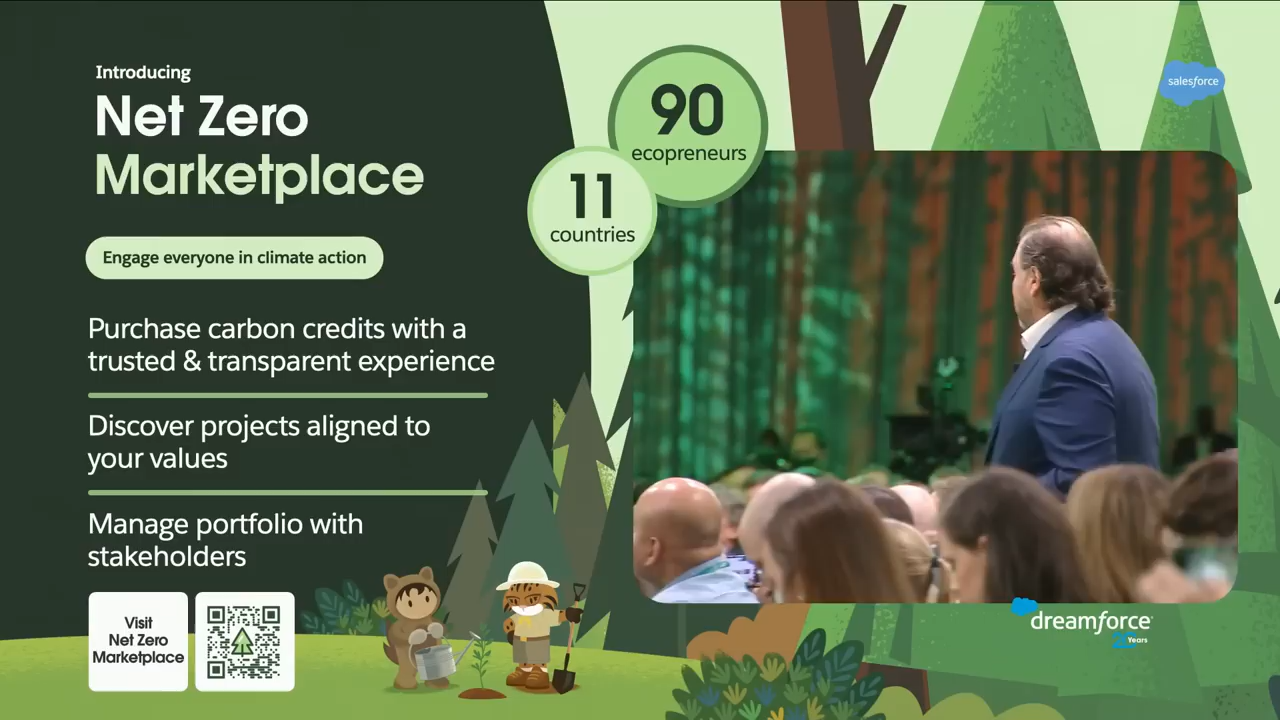 Introducing
Net Zero
Marketplace
Engage everyone in climate action
Purchase carbon credits with a
trusted & transparent experience
Discover projects aligned to
your values
Manage portfolio with
stakeholders
Visit
Net Zero
Marketplace
90
ecopreneurs
11
countries
salesforce
dreamforce
Years